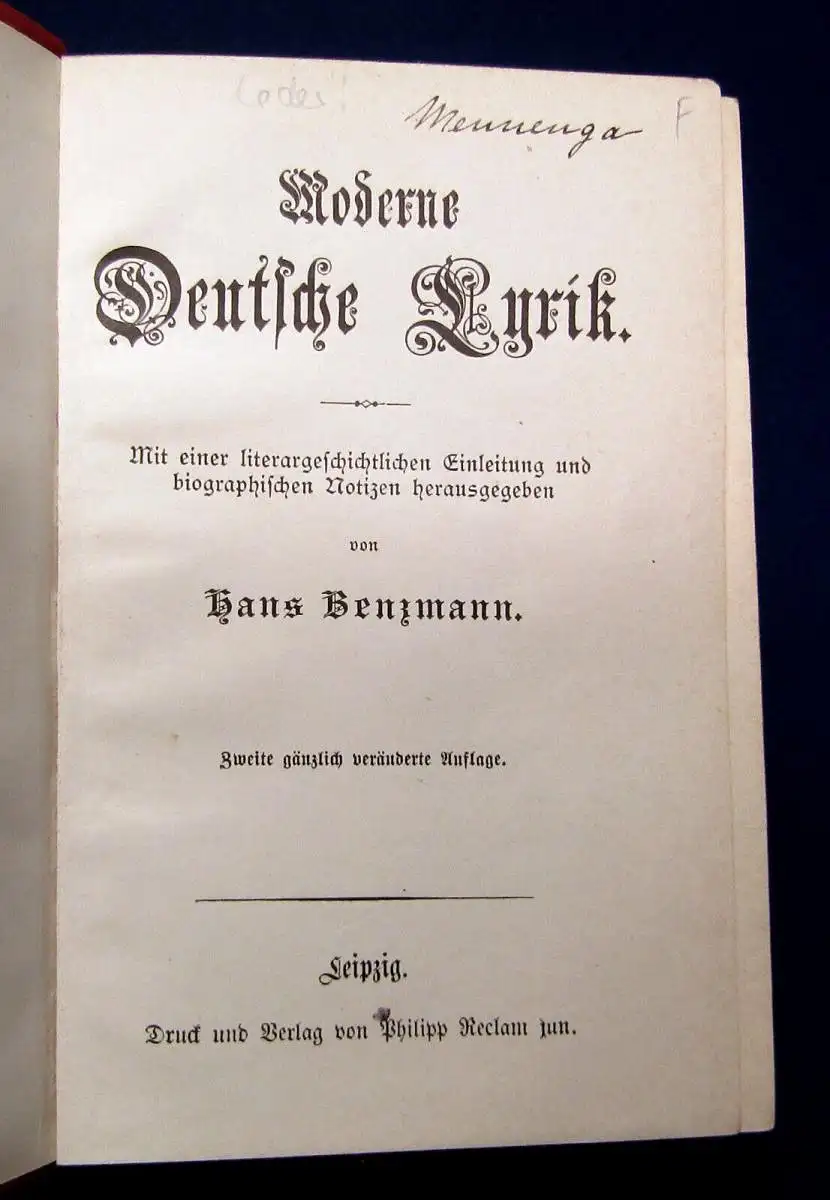 Leder!
Mennenga F
Moderne
Deutſche Lyrik.
Mit einer literargeſchichtlichen Einleitung und
biographiſchen Notizen herausgegeben
von
Hans Benzmann.
Zweite gänzlich veränderte Auflage.
Leipzig.
Druck und Verlag von Philipp Reclam jun.